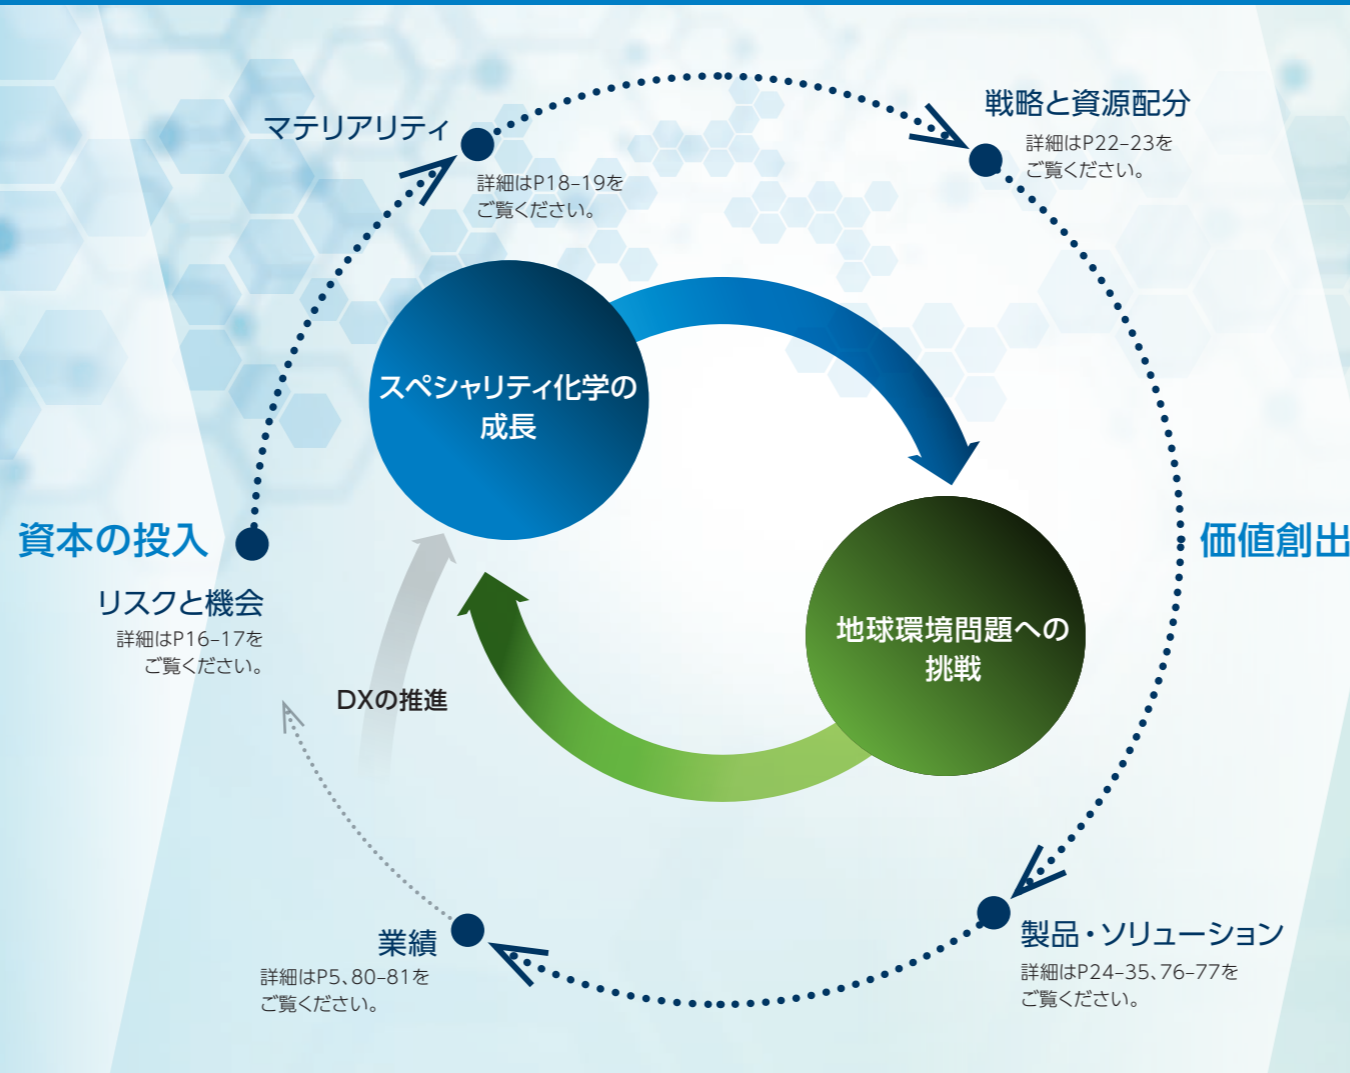 マテリアリティ
詳細はP18–19を
ご覧ください。
戦略と資源配分
詳細はP22–23を
ご覧ください。
スペシャリティ化学の
成長
資本の投入
価値創出
リスクと機会
詳細はP16–17を
ご覧ください。
地球環境問題への
挑戦
DXの推進
業績
詳細はP5、80–81を
ご覧ください。
製品・ソリューション
詳細はP24–35、76–77を
ご覧ください。